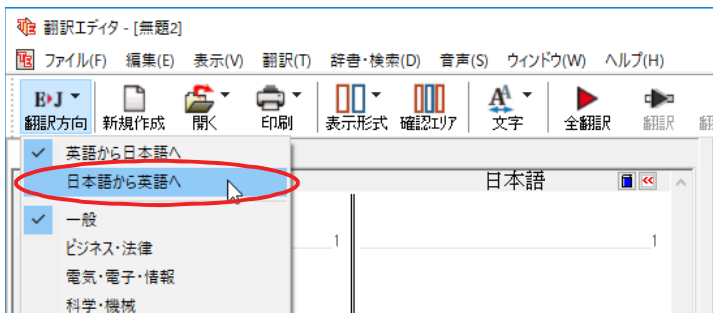 翻訳エディタ - [無題2]
ファイル(F) 編集(E) 表示(V) 翻訳(T) 辞書・検索(D) 音声(S) ウィンドウ(W) ヘルプ(H)
E▸J
翻訳方向 新規作成 開く 印刷 表示形式 確認エリア 文字 全翻訳 翻訳
英語から日本語へ
日本語から英語へ 日本語
一般
1 1
ビジネス・法律
電気・電子・情報
科学・機械